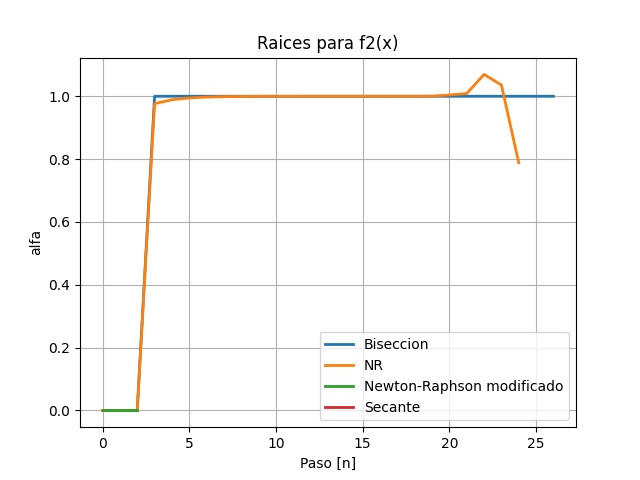 Raices para f2(x)
alfa
1.0
0.8
0.6
0.4
0.2
0.0
Biseccion
NR
Newton-Raphson modificado
Secante
0 5 10 15 20 25
Paso [n]